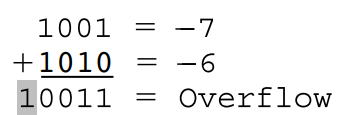 1001 = -7
+1010 = -6
10011 = Overflow